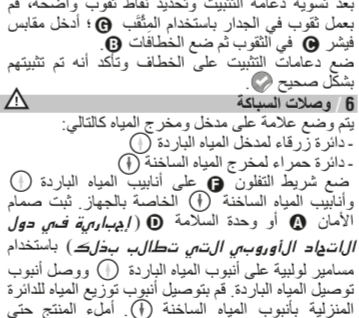 بعد تسوية دعامة التثبيت وتحديد نقاط ثقوب واضحة، قم
بعمل ثقوب في الجدار باستخدام المِثْقَب G؛ أدخل مقابس
فيشر C في الثقوب ثم ضع الخطافات B.
ضع دعامات التثبيت على الخطاف وتأكد أنه تم تثبيتهم
بشكل صحيح
6/ وصلات السباكة
يتم وضع علامة على مدخل ومخرج المياه كالتالي:
- دائرة زرقاء لمدخل المياه الباردة
- دائرة حمراء لمخرج المياه الساخنة
ضع شريط التفلون F على أنابيب المياه الباردة
وأنابيب المياه الساخنة الخاصة بالجهاز. ثبت صمام
الأمان A أو وحدة السلامة D (إجبارية في دول
الاتحاد الأوروبي التي تطالب بذلك) باستخدام
مسامير لولبية على أنبوب المياه الباردة ووصل أنبوب
توصيل المياه الباردة. قم بتوصيل أنبوب توزيع المياه للدائرة
المنزلية بأنبوب المياه الساخنة. أملء المنتج حتى